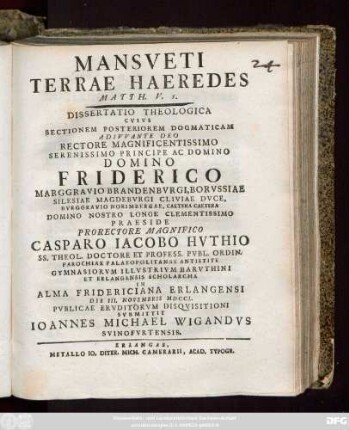 24
MANSVETI
TERRAE HAEREDES
MATTH. V. 5.
DISSERTATIO THEOLOGICA
CVIVS
SECTIONEM POSTERIOREM DOGMATICAM
ADIVVANTE DEO
RECTORE MAGNIFICENTISSIMO
SERENISSIMO PRINCIPE AC DOMINO
DOMINO
FRIDERICO
MARGGRAVIO BRANDENBVRGI, BORVSSIAE
SILESIAE MAGDEBVRGI CLIVIAE DVCE,
BVRGGRAVIO NORIMBERGAE, CAETERA CAETERA
DOMINO NOSTRO LONGE CLEMENTISSIMO
PRAESIDE
PRORECTORE MAGNIFICO
CASPARO IACOBO HVTHIO
SS. THEOL. DOCTORE ET PROFESS. PVBL. ORDIN.
PAROCHIAE PALAEOPOLITANAE ANTISTITE
GYMNASIORVM ILLVSTRIVM BARVTHINI
ET ERLANGENSIS SCHOLARCHA
IN
ALMA FRIDERICIANA ERLANGENSI
DIE III. NOVEMBRIS MDCCL.
PVBLICAE ERVDITORVM DISQVISITIONI
SVBMITTIT
IOANNES MICHAEL WIGANDVS
SVINOFVRTENSIS.
ERLANGAE,
METALLO IO. DITER. MICH. CAMERARII, ACAD. TYPOGR.
DFG